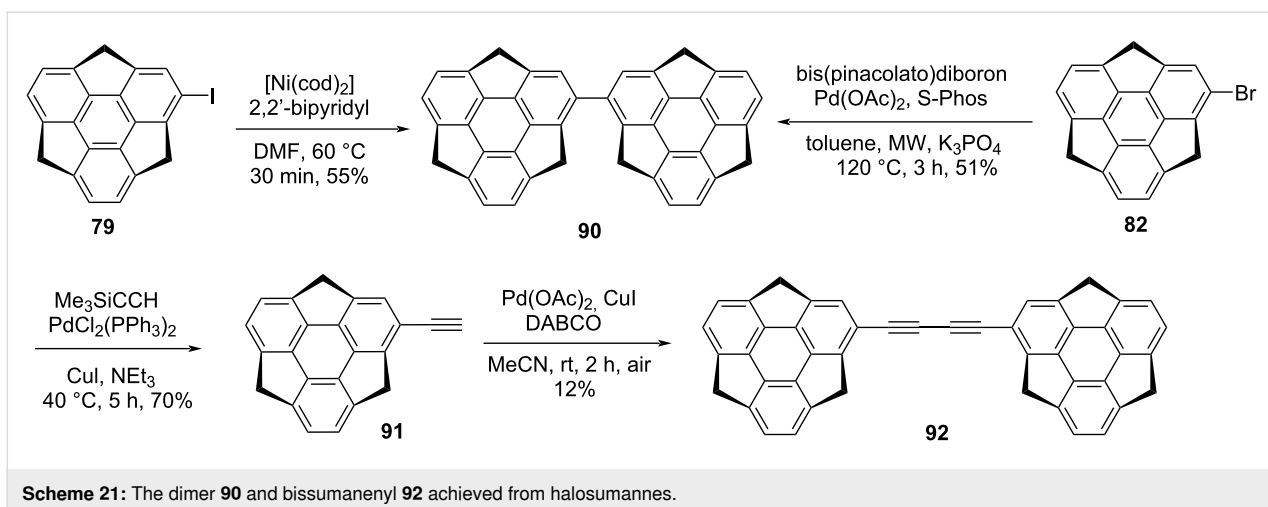 I
79
[Ni(cod)2]
2,2'-bipyridyl
DMF, 60 °C
30 min, 55%
90
bis(pinacolato)diboron
Pd(OAc)2, S-Phos
toluene, MW, K3PO4
120 °C, 3 h, 51%
Br
82
Me3SiCCH
PdCl2(PPh3)2
CuI, NEt3
40 °C, 5 h, 70%
91
Pd(OAc)2, CuI
DABCO
MeCN, rt, 2 h, air
12%
92
Scheme 21: The dimer 90 and bissumanenyl 92 achieved from halosumannes.